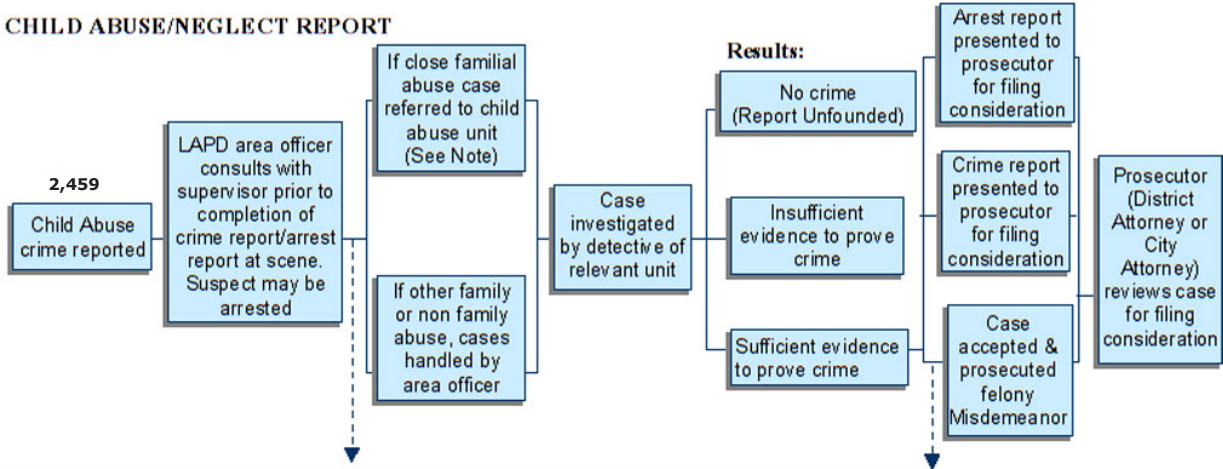 CHILD ABUSE/NEGLECT REPORT
2,459
Child Abuse
crime reported
LAPD area officer
consults with
supervisor prior to
completion of
crime report/arrest
report at scene.
Suspect may be
arrested
If close familial
abuse case
referred to child
abuse unit
(See Note)
If other family
or non family
abuse, cases
handled by
area officer
Case
investigated
by detective of
relevant unit
Results:
No crime
(Report Unfounded)
Insufficient
evidence to prove
crime
Sufficient evidence
to prove crime
Arrest report
presented to
prosecutor
for filing
consideration
Crime report
presented to
prosecutor
for filing
consideration
Case
accepted &
prosecuted
felony
Misdemeanor
Prosecutor
(District
Attorney or
City
Attorney)
reviews case
for filing
consideration